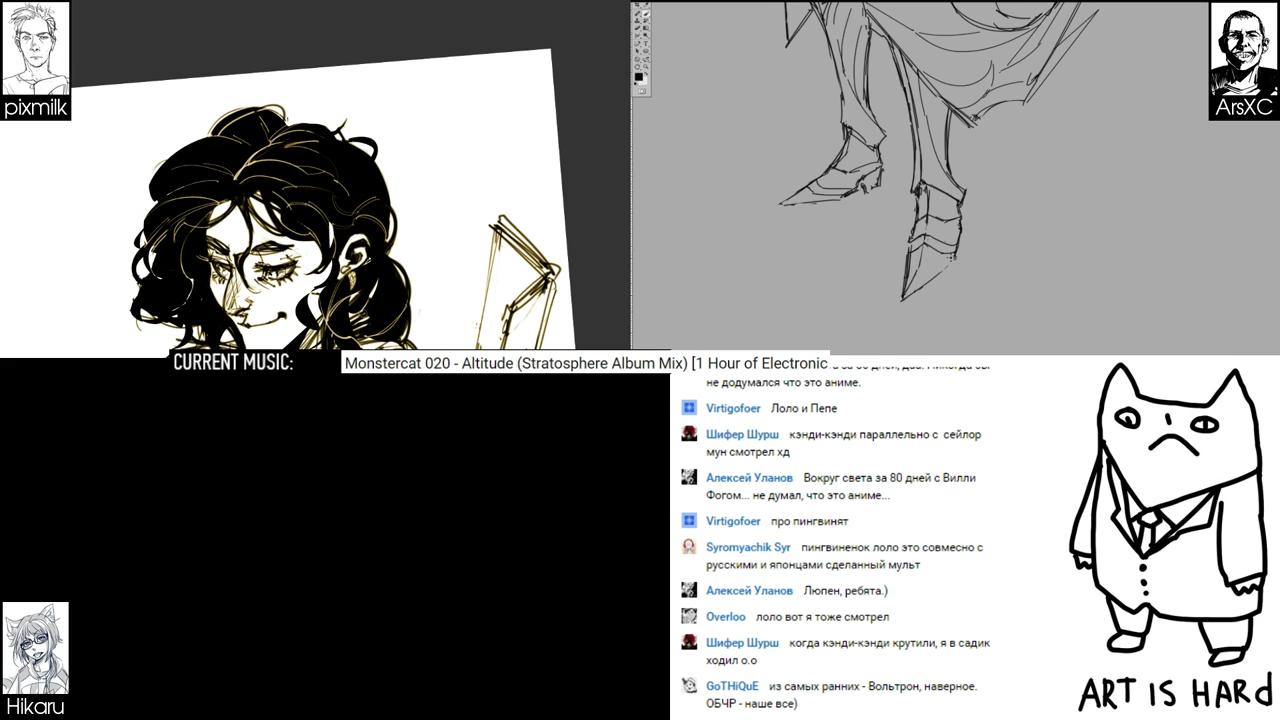 pixmilk
ArsXC
CURRENT MUSIC:
Monstercat 020 - Altitude (Stratosphere Album Mix) [1 Hour of Electronic
не додумался что это аниме.
Virtigofoer Лоло и Пепе
Шифер Шурш кэнди-кэнди параллельно с сейлор
мун смотрел хд
Алексей Уланов Вокруг света за 80 дней с Вилли
Фогом... не думал, что это аниме...
Virtigofoer про пингвинят
Syromyachik Syr пингвиненок лоло это совмесно с
русскими и японцами сделанный мульт
Алексей Уланов Люпен, ребята.)
Overloo лоло вот я тоже смотрел
Шифер Шурш когда кэнди-кэнди крутили, я в садик
ходил о.о
GoTHiQuE из самых ранних - Вольтрон, наверное.
ОБЧР - наше все)
Hikaru
ART IS HARd